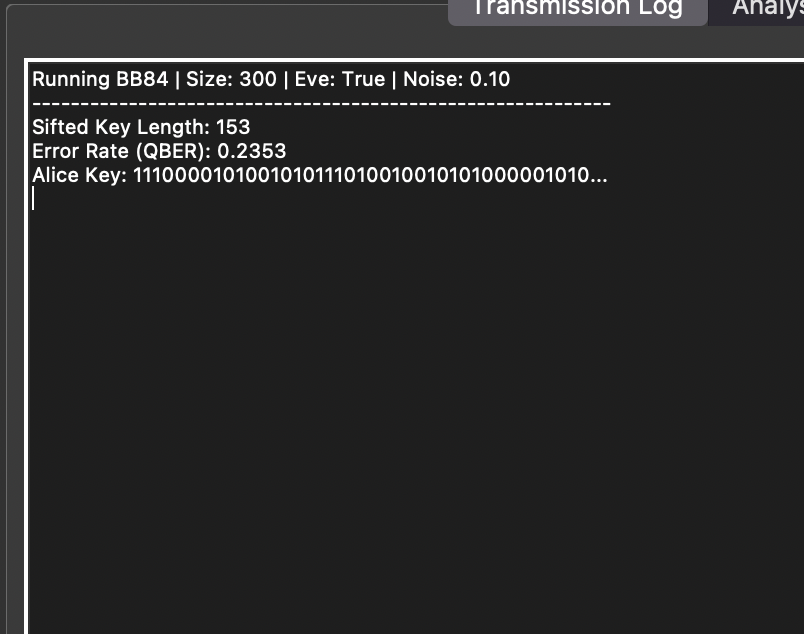 Transmission Log
Running BB84 | Size: 300 | Eve: True | Noise: 0.10
----------------------------------------------------------
Sifted Key Length: 153
Error Rate (QBER): 0.2353
Alice Key: 1110000101001010111010010010101000001010...